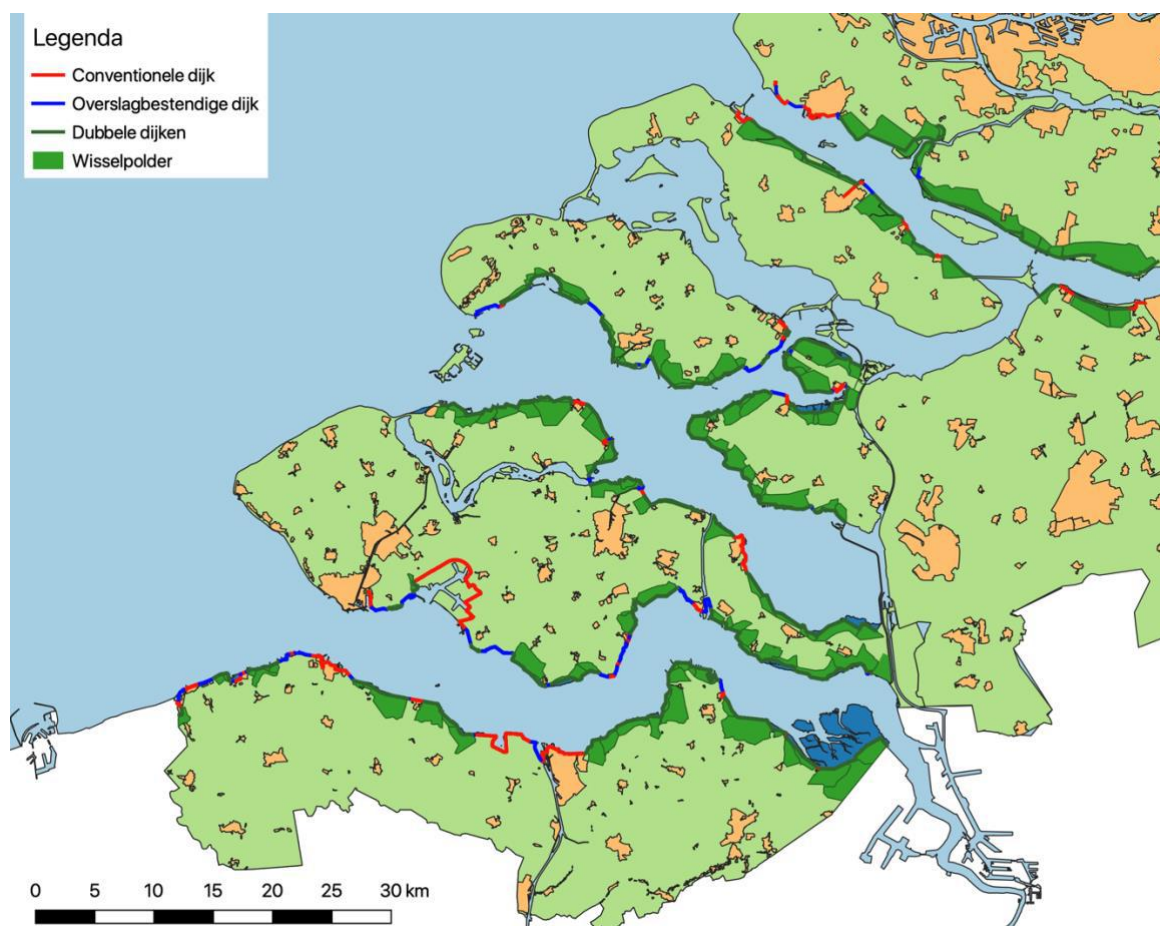 Legenda
Conventionele dijk
Overslagbestendige dijk
Dubbele dijken
Wisselpolder
0 5 10 15 20 25 30 km